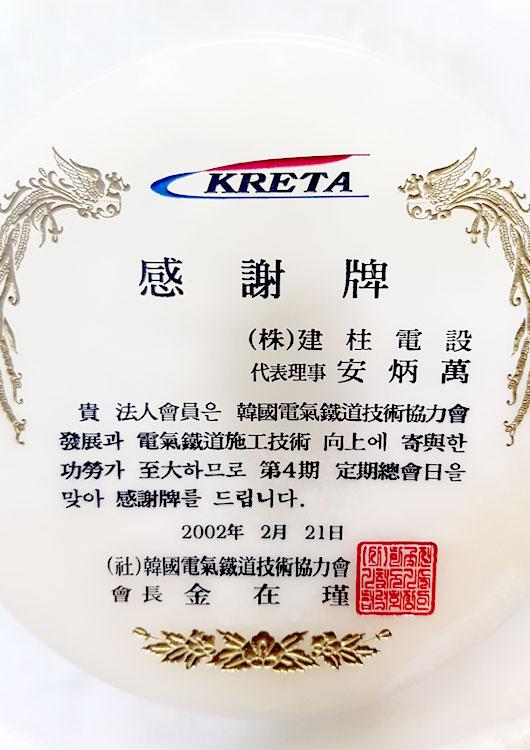 KRETA
感 謝 牌
(株)建 柱 電 設
代表理事 安 炳 萬
貴 法人會員은 韓國電氣鐵道技術協力會
發展과 電氣鐵道施工技術 向上에 寄與한
功勞가 至大하므로 第4期 定期總會日을
맞아 感謝牌를 드립니다.
2002年 2月 21日
(社)韓國電氣鐵道技術協力會
會長 金 在 瑾